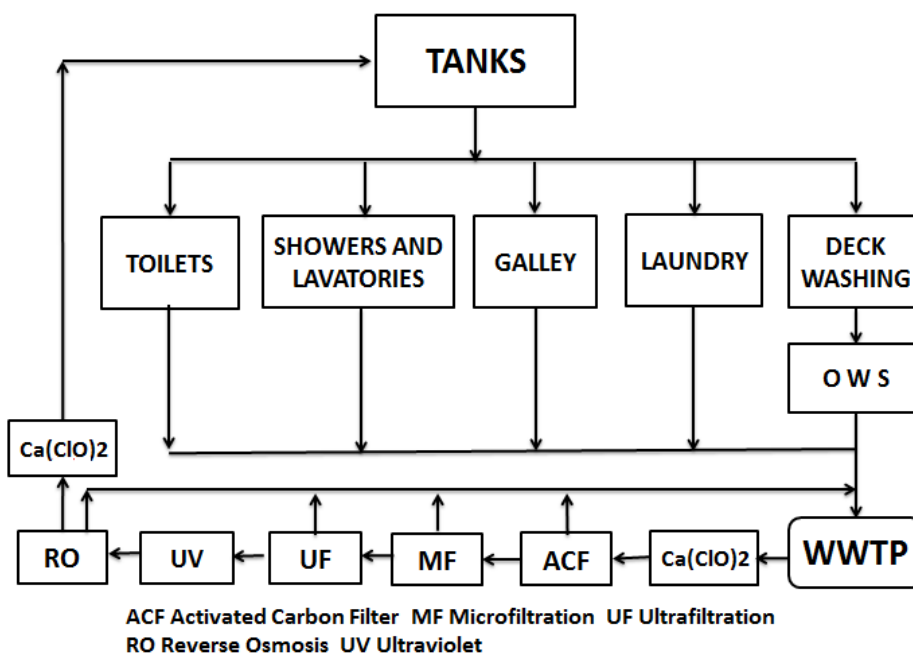 TANKS
TOILETS
SHOWERS AND
LAVATORIES
GALLEY
LAUNDRY
DECK
WASHING
O W S
Ca(ClO)2
RO
UV
UF
MF
ACF
Ca(ClO)2
WWTP
ACF Activated Carbon Filter MF Microfiltration UF Ultrafiltration
RO Reverse Osmosis UV Ultraviolet